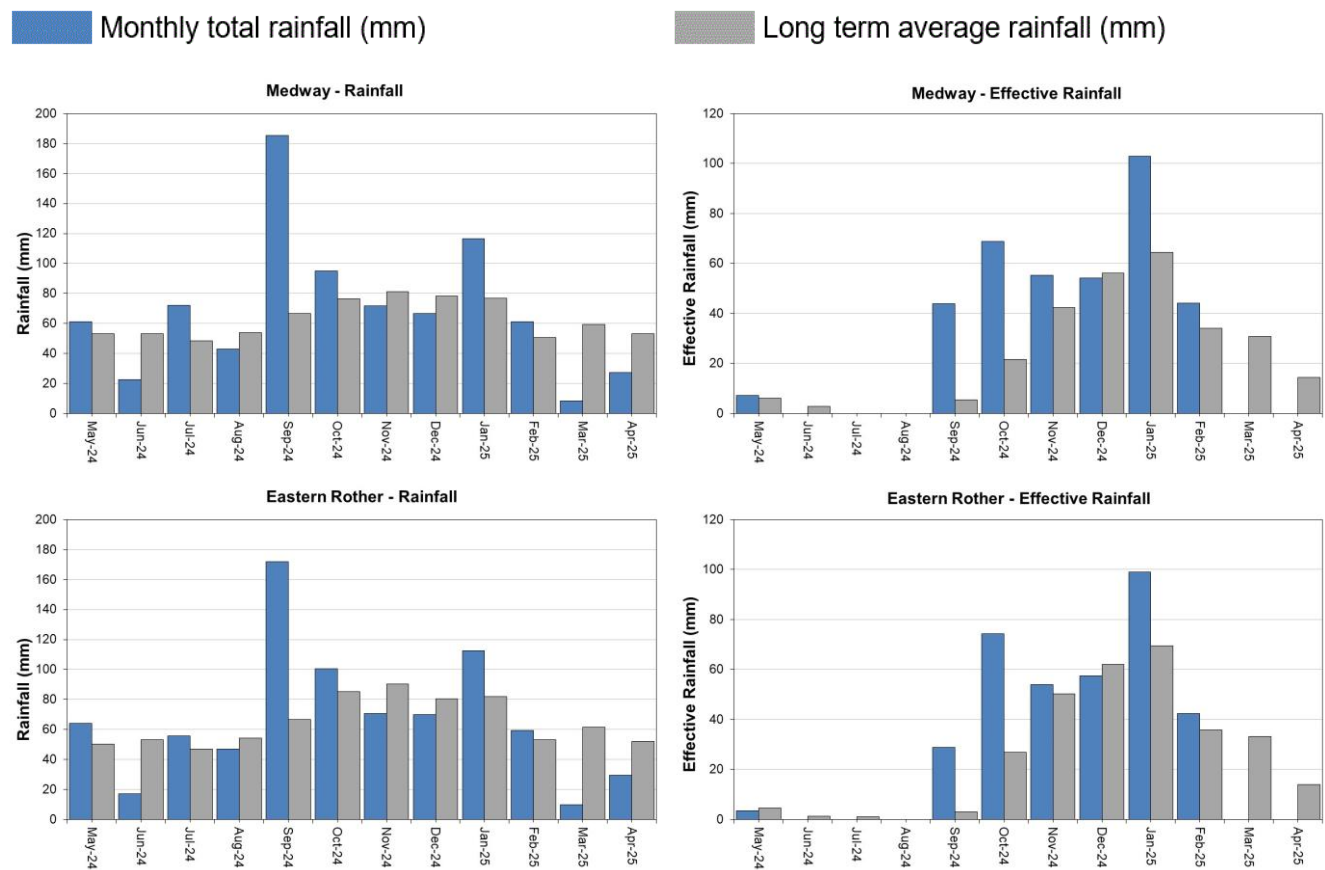 Monthly total rainfall (mm)
Long term average rainfall (mm)
Medway - Rainfall
Rainfall (mm)
200
180
160
140
120
100
80
60
40
20
0
May-24
Jun-24
Jul-24
Aug-24
Sep-24
Oct-24
Nov-24
Dec-24
Jan-25
Feb-25
Mar-25
Apr-25
Medway - Effective Rainfall
Effective Rainfall (mm)
120
100
80
60
40
20
0
May-24
Jun-24
Jul-24
Aug-24
Sep-24
Oct-24
Nov-24
Dec-24
Jan-25
Feb-25
Mar-25
Apr-25
Eastern Rother - Rainfall
Rainfall (mm)
200
180
160
140
120
100
80
60
40
20
0
May-24
Jun-24
Jul-24
Aug-24
Sep-24
Oct-24
Nov-24
Dec-24
Jan-25
Feb-25
Mar-25
Apr-25
Eastern Rother - Effective Rainfall
Effective Rainfall (mm)
120
100
80
60
40
20
0
May-24
Jun-24
Jul-24
Aug-24
Sep-24
Oct-24
Nov-24
Dec-24
Jan-25
Feb-25
Mar-25
Apr-25